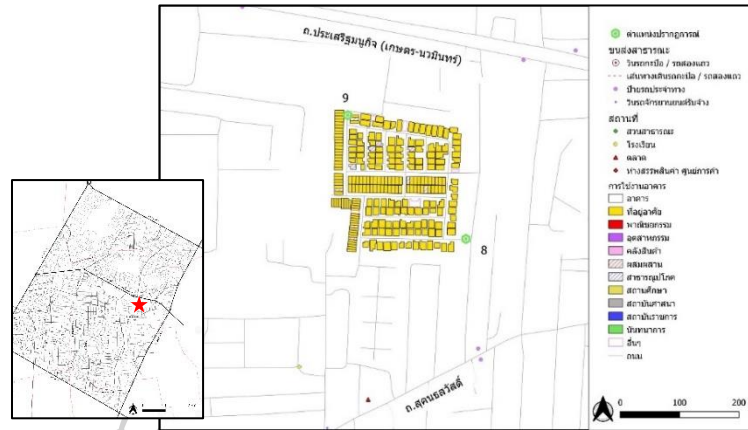 ถ.ประเสริฐมนูกิจ (เกษตร-นวมินทร์)
9
8
ถ.สุคนธสวัสดิ์
ตำแหน่งปรากฏการณ์
ขนส่งสาธารณะ
วินรถกะป๊อ / รถสองแถว
เส้นทางเดินรถกะป๊อ / รถสองแถว
ป้ายรถประจำทาง
วินรถจักรยานยนต์รับจ้าง
สถานที่
สวนสาธารณะ
โรงเรียน
ตลาด
ห้างสรรพสินค้า ศูนย์การค้า
การใช้งานอาคาร
อาคาร
ที่อยู่อาศัย
พาณิชยกรรม
อุตสาหกรรม
คลังสินค้า
ผสมผสาน
สาธารณูปโภค
สถานศึกษา
สถาบันศาสนา
สถาบันราชการ
นันทนาการ
อื่นๆ
ถนน
0 100 200